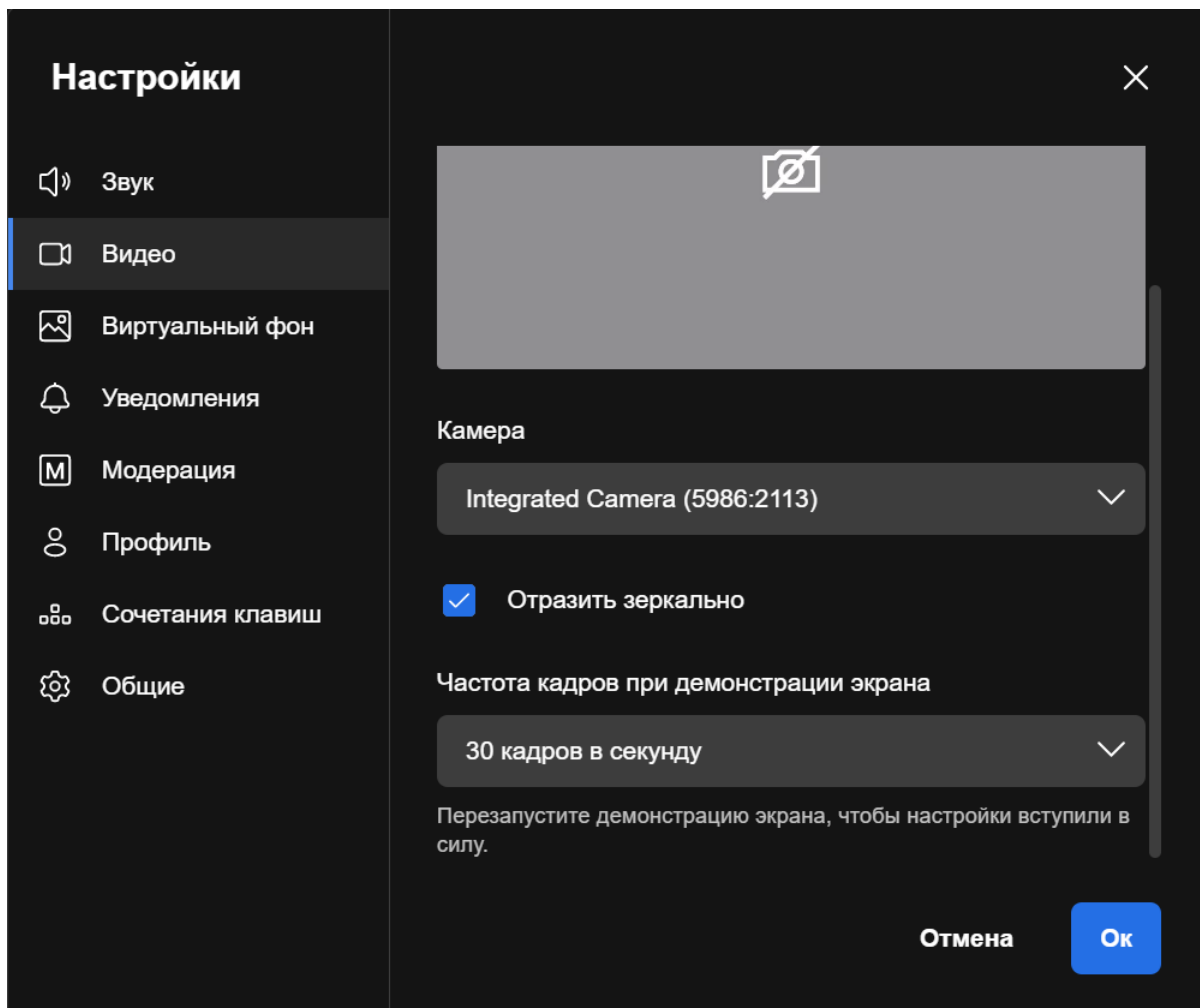 Настройки
Звук
Видео
Виртуальный фон
Уведомления
M Модерация
Профиль
Сочетания клавиш
Общие
Камера
Integrated Camera (5986:2113)
Отразить зеркально
Частота кадров при демонстрации экрана
30 кадров в секунду
Перезапустите демонстрацию экрана, чтобы настройки вступили в
силу.
Отмена
Ок